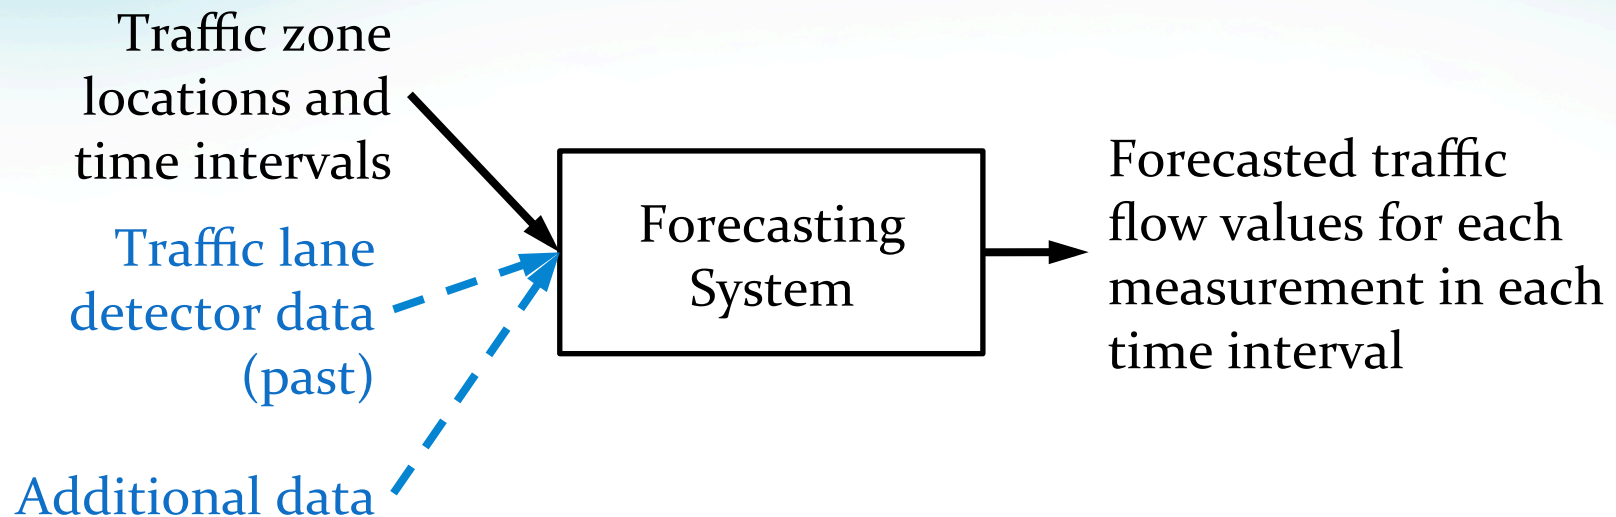 Traffic zone
locations and
time intervals
Traffic lane
detector data
(past)
Additional data
Forecasting
System
Forecasted traffic
flow values for each
measurement in each
time interval